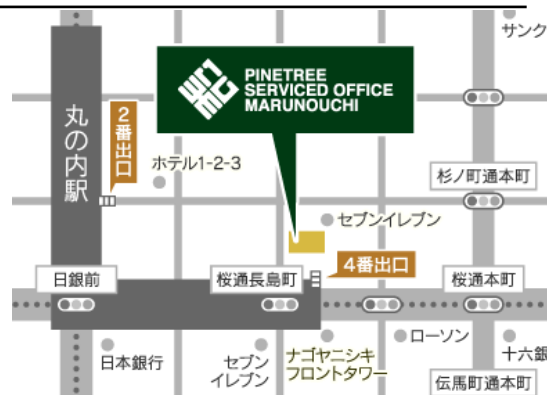 サンク
PINETREE
SERVICED OFFICE
MARUNOUCHI
丸の内駅
2番出口
ホテル1-2-3
杉ノ町通本町
セブンイレブン
4番出口
日銀前
桜通長島町
桜通本町
日本銀行
セブン
イレブン
ナゴヤニシキ
フロントタワー
ローソン
十六銀
伝馬町通本町